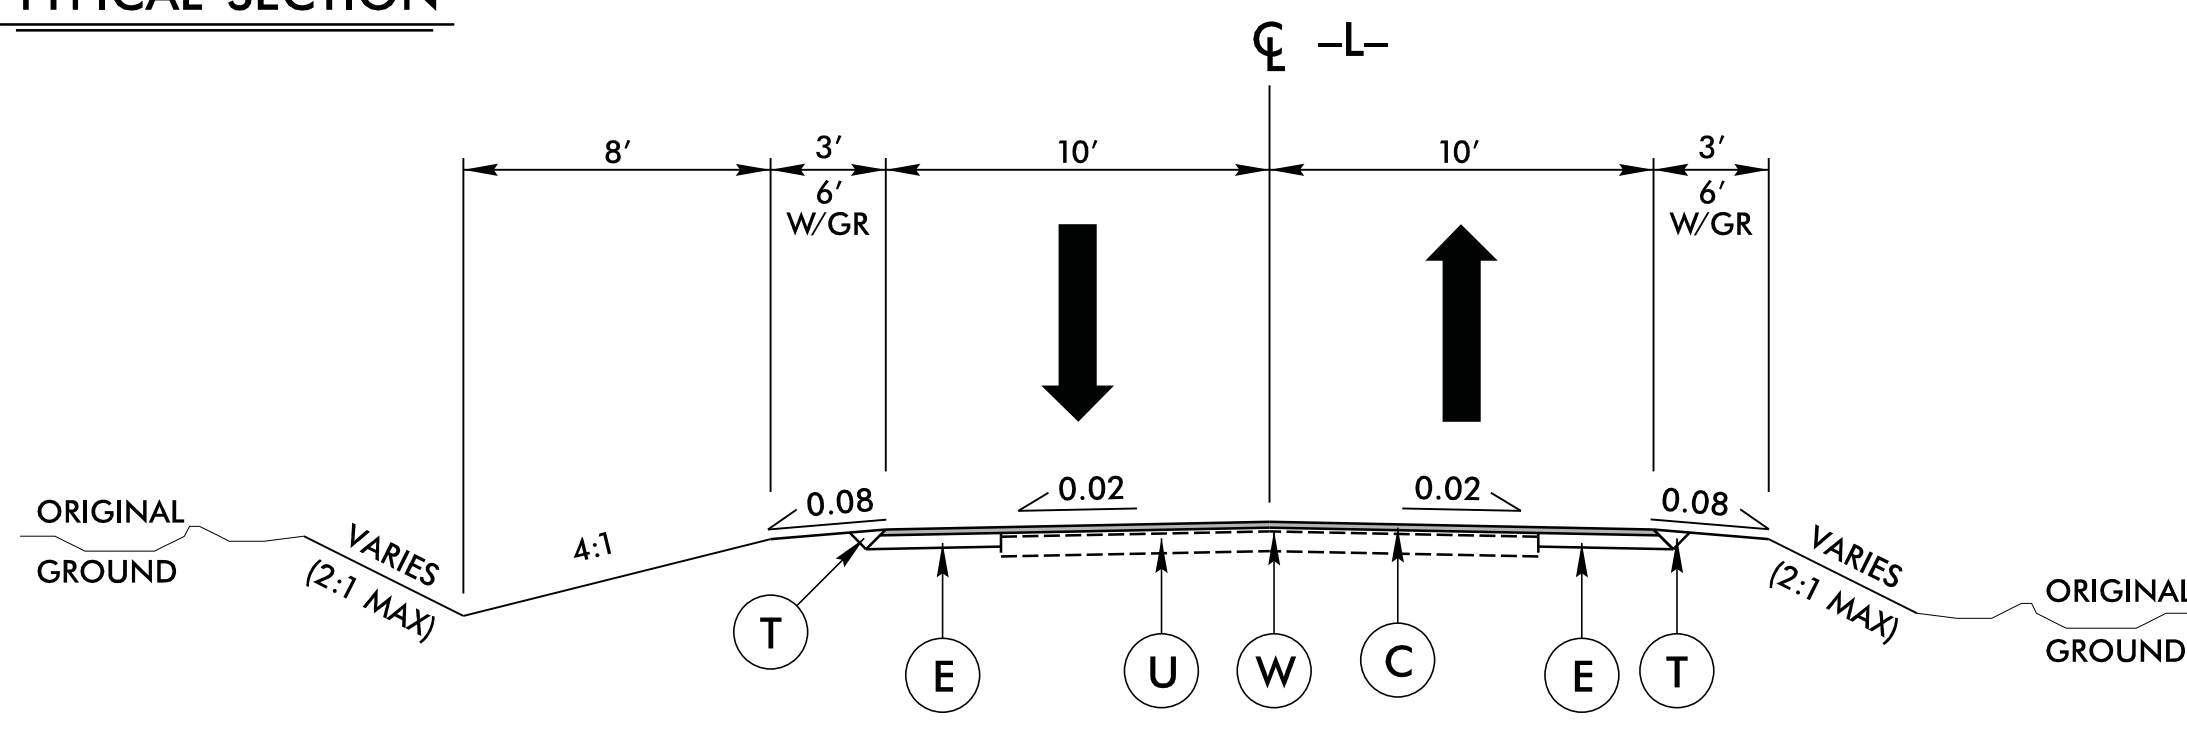 TYPICAL SECTION
℄ –L–
8′
3′
10′
10′
3′
6′
W/GR
6′
W/GR
0.08
0.02
0.02
0.08
ORIGINAL
GROUND
VARIES
(2:1 MAX)
4:1
VARIES
(2:1 MAX)
ORIGINAL
GROUND
T
E
U
W
C
E
T